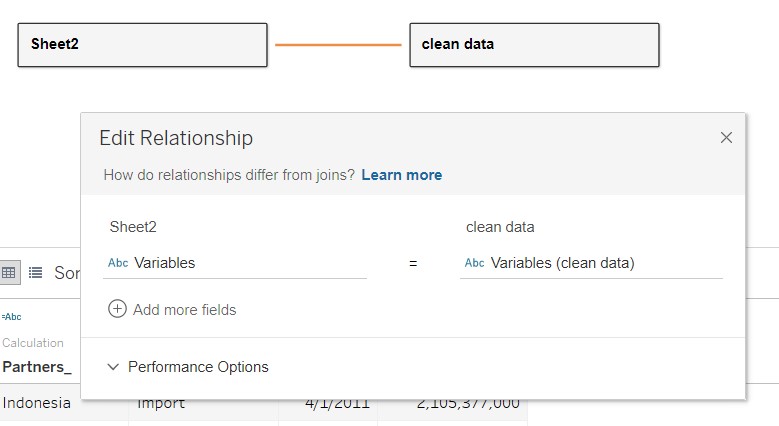 Sheet2 clean data
Edit Relationship
How do relationships differ from joins? Learn more
Sheet2 clean data
Abc Variables = Abc Variables (clean data)
Add more fields
Performance Options
=Abc
Calculation
Partners_
Indonesia Import 4/1/2011 2,105,377,000